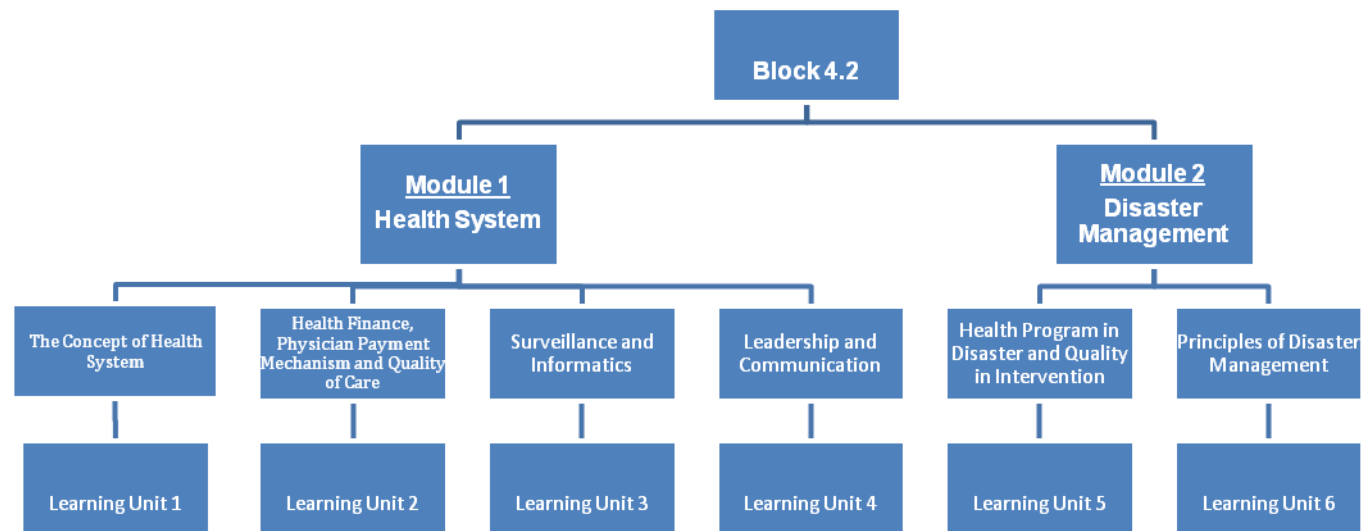 Block 4.2
Module 1
Health System
Module 2
Disaster
Management
The Concept of Health
System
Health Finance,
Physician Payment
Mechanism and Quality
of Care
Surveillance and
Informatics
Leadership and
Communication
Health Program in
Disaster and Quality
in Intervention
Principles of Disaster
Management
Learning Unit 1
Learning Unit 2
Learning Unit 3
Learning Unit 4
Learning Unit 5
Learning Unit 6